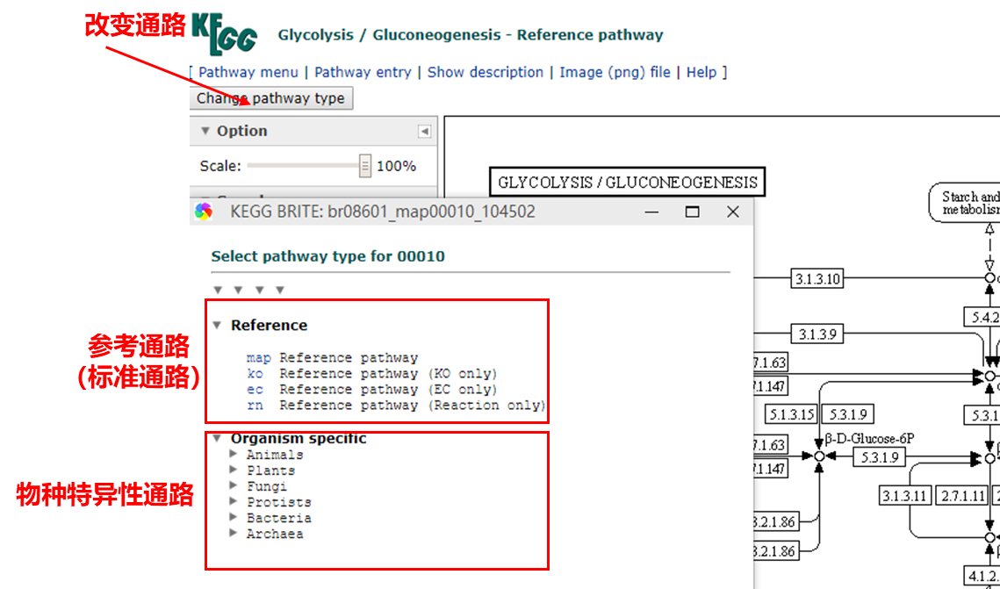 改变通路
KEGG
Glycolysis / Gluconeogenesis - Reference pathway
[ Pathway menu | Pathway entry | Show description | Image (png) file | Help ]
Change pathway type
▼ Option
Scale: 100%
GLYCOLYSIS / GLUCONEOGENESIS
Starch and
metabolism
KEGG BRITE: br08601_map00010_104502
Select pathway type for 00010
参考通路
(标准通路)
▼ Reference
map Reference pathway
ko Reference pathway (KO only)
ec Reference pathway (EC only)
rn Reference pathway (Reaction only)
物种特异性通路
▼ Organism specific
Animals
Plants
Fungi
Protists
Bacteria
Archaea
3.1.3.10
5.4.2
3.1.3.9
7.1.63
7.1.147
5.1.3.15
5.3.1.9
5.3.1
β-D-Glucose-6P
7.1.63
5.3.1.9
7.1.147
3.1.3.11
2.7.1.11
2
3.2.1.86
3.2.1.86
4.1.2